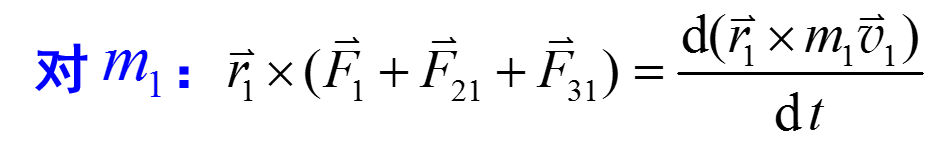 对 m₁：r⃗₁ × (F⃗₁ + F⃗₂₁ + F⃗₃₁) = d(r⃗₁ × m₁v⃗₁) / dt